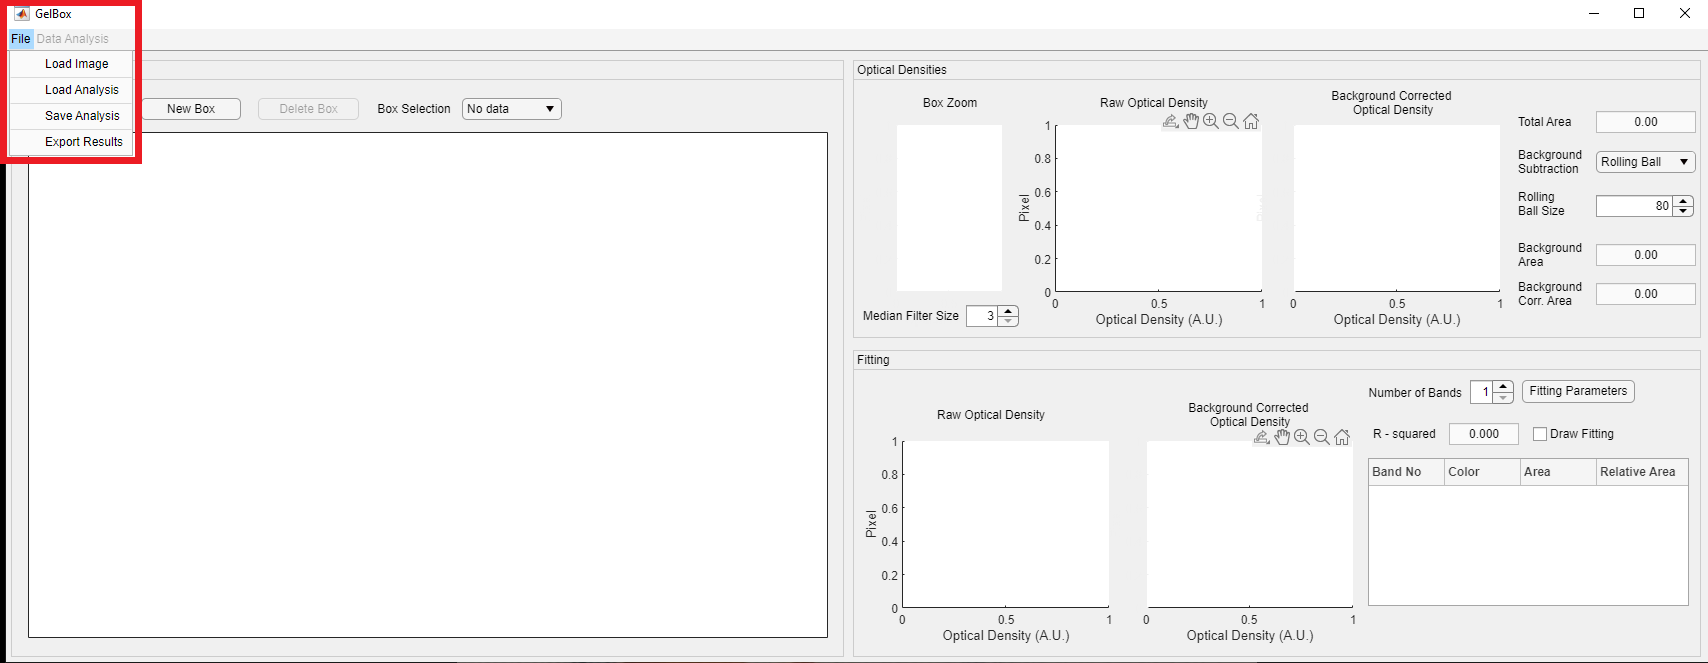 GelBox
File Data Analysis
Load Image
Load Analysis
Save Analysis
Export Results
New Box
Delete Box
Box Selection
No data
Optical Densities
Box Zoom
Median Filter Size
3
Raw Optical Density
1
0.8
0.6
0.4
0.2
0
Pixel
0 0.5 1
Optical Density (A.U.)
Background Corrected
Optical Density
0 0.5 1
Optical Density (A.U.)
Total Area
0.00
Background
Subtraction
Rolling Ball
Rolling
Ball Size
80
Background
Area
0.00
Background
Corr. Area
0.00
Fitting
Raw Optical Density
1
0.8
0.6
0.4
0.2
0
Pixel
0 0.5 1
Optical Density (A.U.)
Background Corrected
Optical Density
0 0.5 1
Optical Density (A.U.)
Number of Bands
1
Fitting Parameters
R - squared
0.000
Draw Fitting
Band No Color Area Relative Area